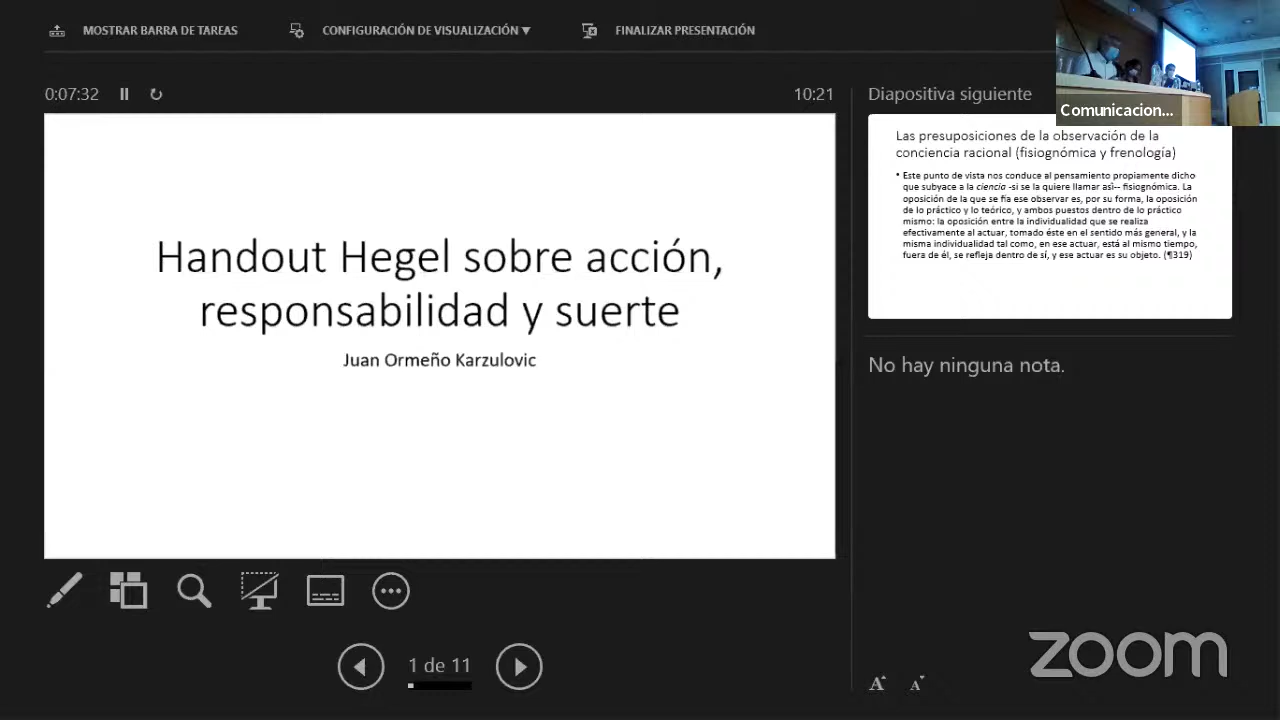 MOSTRAR BARRA DE TAREAS
CONFIGURACIÓN DE VISUALIZACIÓN ▼
FINALIZAR PRESENTACIÓN
Comunicacion...
0:07:32
10:21
Handout Hegel sobre acción,
responsabilidad y suerte
Juan Ormeño Karzulovic
Diapositiva siguiente
Las presuposiciones de la observación de la
conciencia racional (fisiognómica y frenología)
• Este punto de vista nos conduce al pensamiento propiamente dicho
que subyace a la ciencia -si se la quiere llamar así-- fisiognómica. La
oposición de la que se fía ese observar es, por su forma, la oposición
de lo práctico y lo teórico, y ambos puestos dentro de lo práctico
mismo: la oposición entre la individualidad que se realiza
efectivamente al actuar, tomado éste en el sentido más general, y la
misma individualidad tal como, en ese actuar, está al mismo tiempo,
fuera de él, se refleja dentro de sí, y ese actuar es su objeto. (¶319)
No hay ninguna nota.
1 de 11
A A
zoom